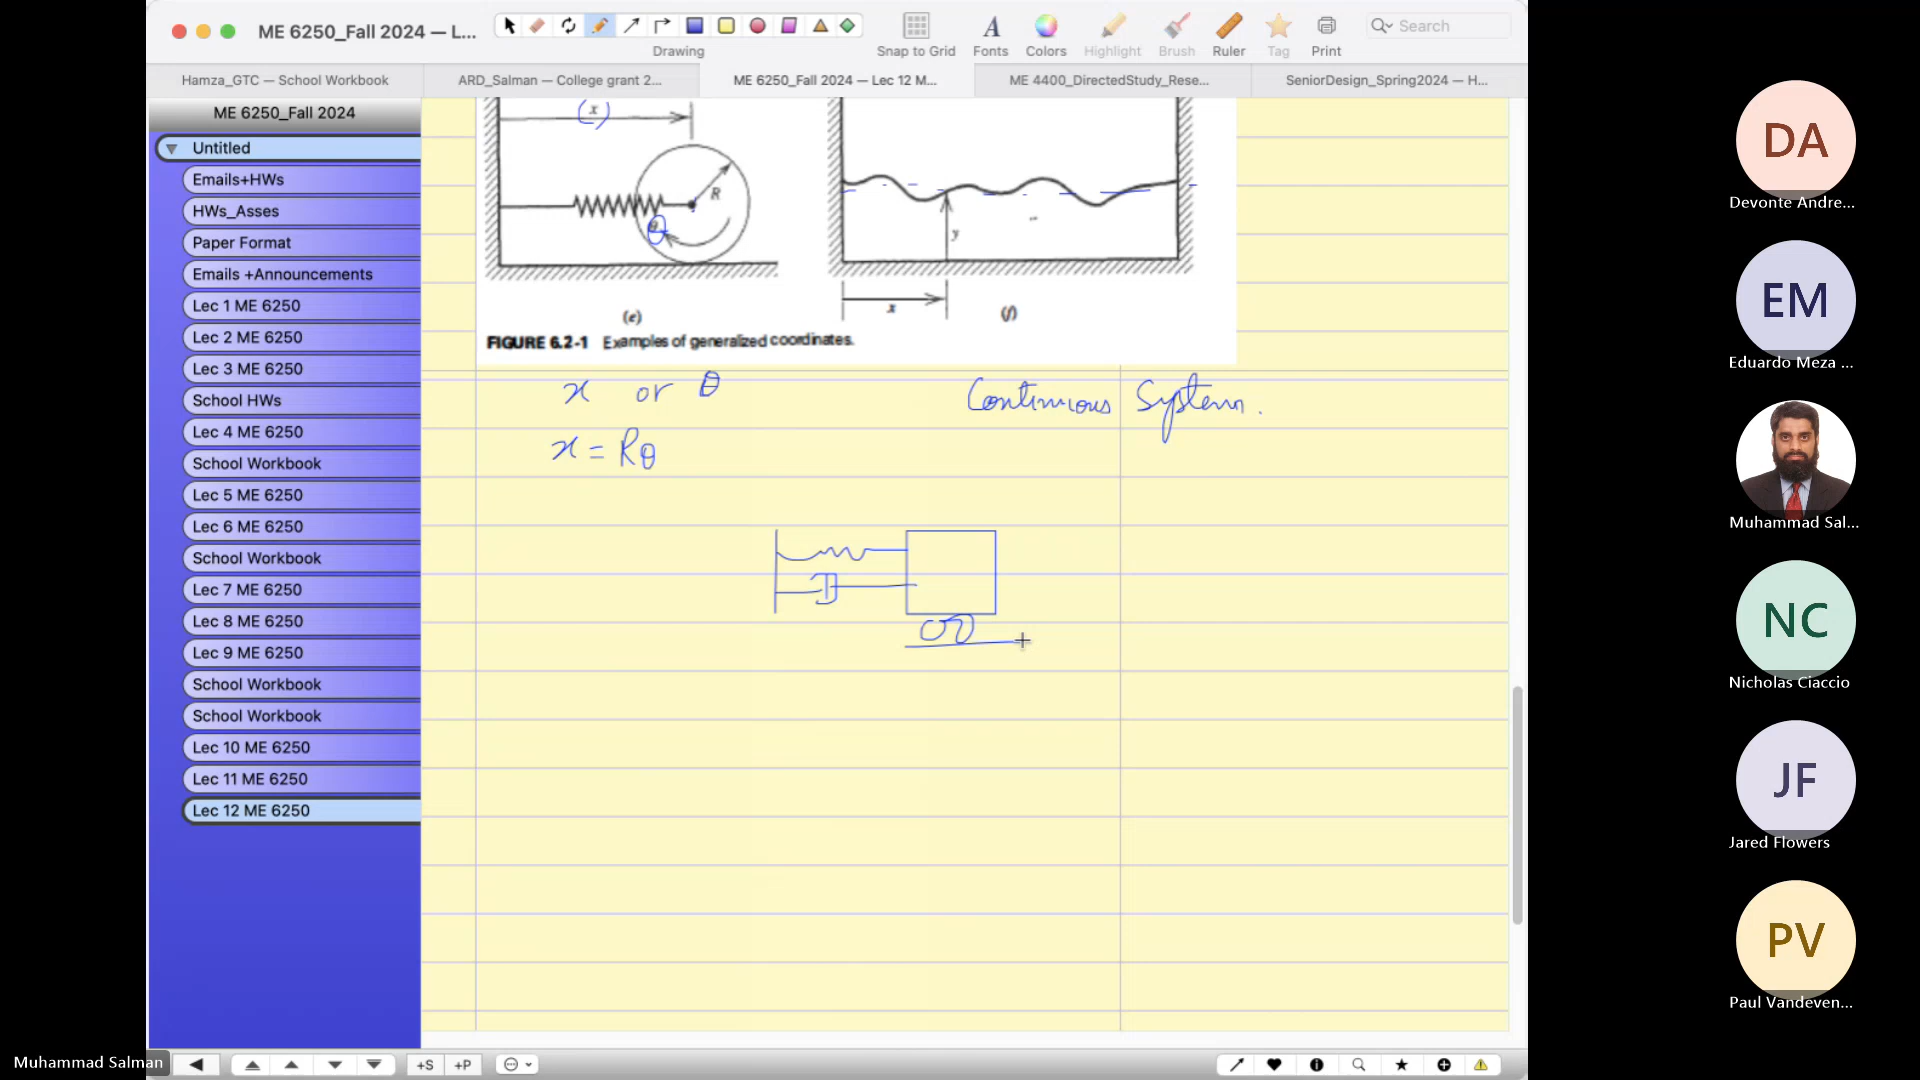 ME 6250_Fall 2024 — L...
Drawing
Snap to Grid
Fonts
Colors
Highlight
Brush
Ruler
Tag
Print
Search
Hamza_GTC — School Workbook
ARD_Salman — College grant 2...
ME 6250_Fall 2024 — Lec 12 M...
ME 4400_DirectedStudy_Rese...
SeniorDesign_Spring2024 — H...
ME 6250_Fall 2024
Untitled
Emails+HWs
HWs_Asses
Paper Format
Emails +Announcements
Lec 1 ME 6250
Lec 2 ME 6250
Lec 3 ME 6250
School HWs
Lec 4 ME 6250
School Workbook
Lec 5 ME 6250
Lec 6 ME 6250
School Workbook
Lec 7 ME 6250
Lec 8 ME 6250
Lec 9 ME 6250
School Workbook
School Workbook
Lec 10 ME 6250
Lec 11 ME 6250
Lec 12 ME 6250
(x)
R
θ
y
x
(e)
(f)
FIGURE 6.2-1 Examples of generalized coordinates.
x or θ
Continuous System.
x = Rθ
+S
+P
DA
Devonte Andre...
EM
Eduardo Meza ...
Muhammad Sal...
NC
Nicholas Ciaccio
JF
Jared Flowers
PV
Paul Vandeven...
Muhammad Salman